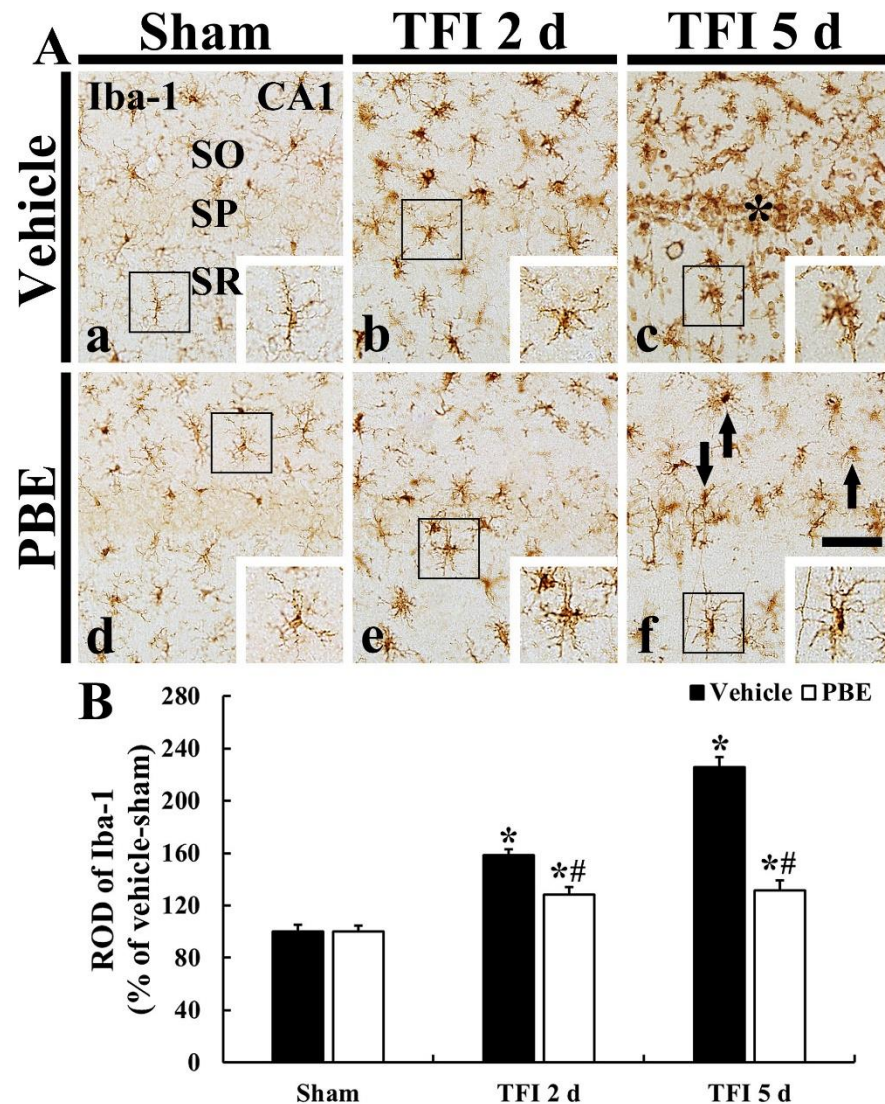 A
Sham
TFI 2 d
TFI 5 d
Vehicle
Iba-1
CA1
SO
SP
SR
a
b
*
c
PBE
d
e
f
B
Vehicle
PBE
ROD of Iba-1
(% of vehicle-sham)
280
240
200
160
120
80
40
0
*
*#
*
*#
Sham
TFI 2 d
TFI 5 d